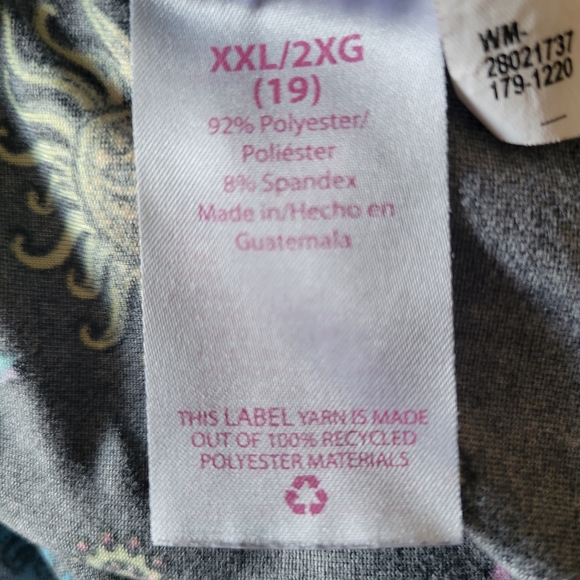 XXL/2XG
(19)
92% Polyester/
Poliéster
8% Spandex
Made in/Hecho en
Guatemala
THIS LABEL YARN IS MADE
OUT OF 100% RECYCLED
POLYESTER MATERIALS
WM-
28021737
179-1220